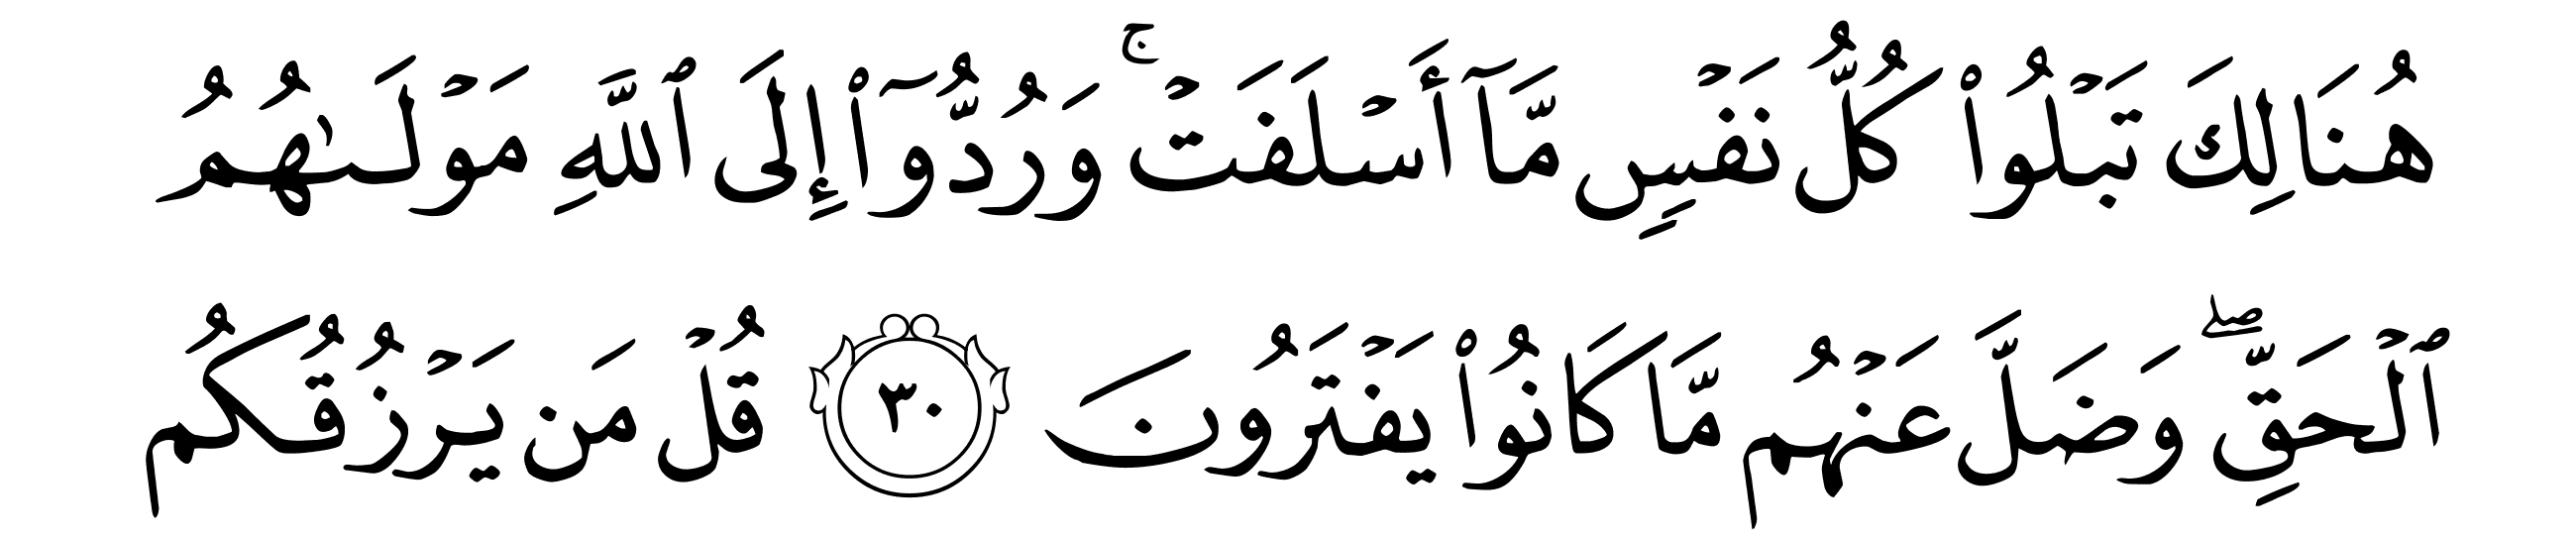 هُنَالِكَ تَبۡلُواْ كُلُّ نَفۡسٖ مَّآ أَسۡلَفَتۡۚ وَرُدُّوٓاْ إِلَى ٱللَّهِ مَوۡلَىٰهُمُ
ٱلۡحَقِّۖ وَضَلَّ عَنۡهُم مَّا كَانُواْ يَفۡتَرُونَ ٣٠ قُلۡ مَن يَرۡزُقُكُم